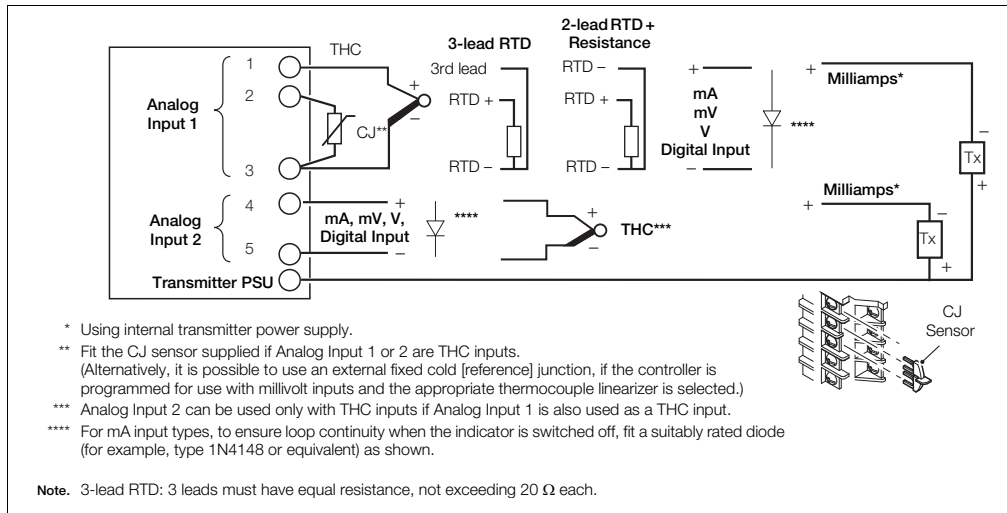 THC
3-lead RTD
2-lead RTD +
Resistance
1
2
3
Analog
Input 1
CJ**
+
–
3rd lead
RTD +
RTD –
RTD –
RTD +
RTD –
+
mA
mV
V
Digital Input
–
****
+
Milliamps*
–
Tx
+
4
5
Analog
Input 2
+
mA, mV, V,
Digital Input
–
****
+
–
THC***
Milliamps*
+
–
Tx
+
Transmitter PSU
CJ
Sensor
* Using internal transmitter power supply.
** Fit the CJ sensor supplied if Analog Input 1 or 2 are THC inputs.
(Alternatively, it is possible to use an external fixed cold [reference] junction, if the controller is
programmed for use with millivolt inputs and the appropriate thermocouple linearizer is selected.)
*** Analog Input 2 can be used only with THC inputs if Analog Input 1 is also used as a THC input.
**** For mA input types, to ensure loop continuity when the indicator is switched off, fit a suitably rated diode
(for example, type 1N4148 or equivalent) as shown.
Note. 3-lead RTD: 3 leads must have equal resistance, not exceeding 20 Ω each.